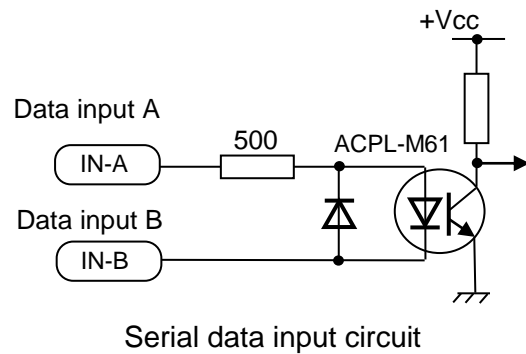 +Vcc
Data input A
500
ACPL-M61
IN-A
Data input B
IN-B
Serial data input circuit